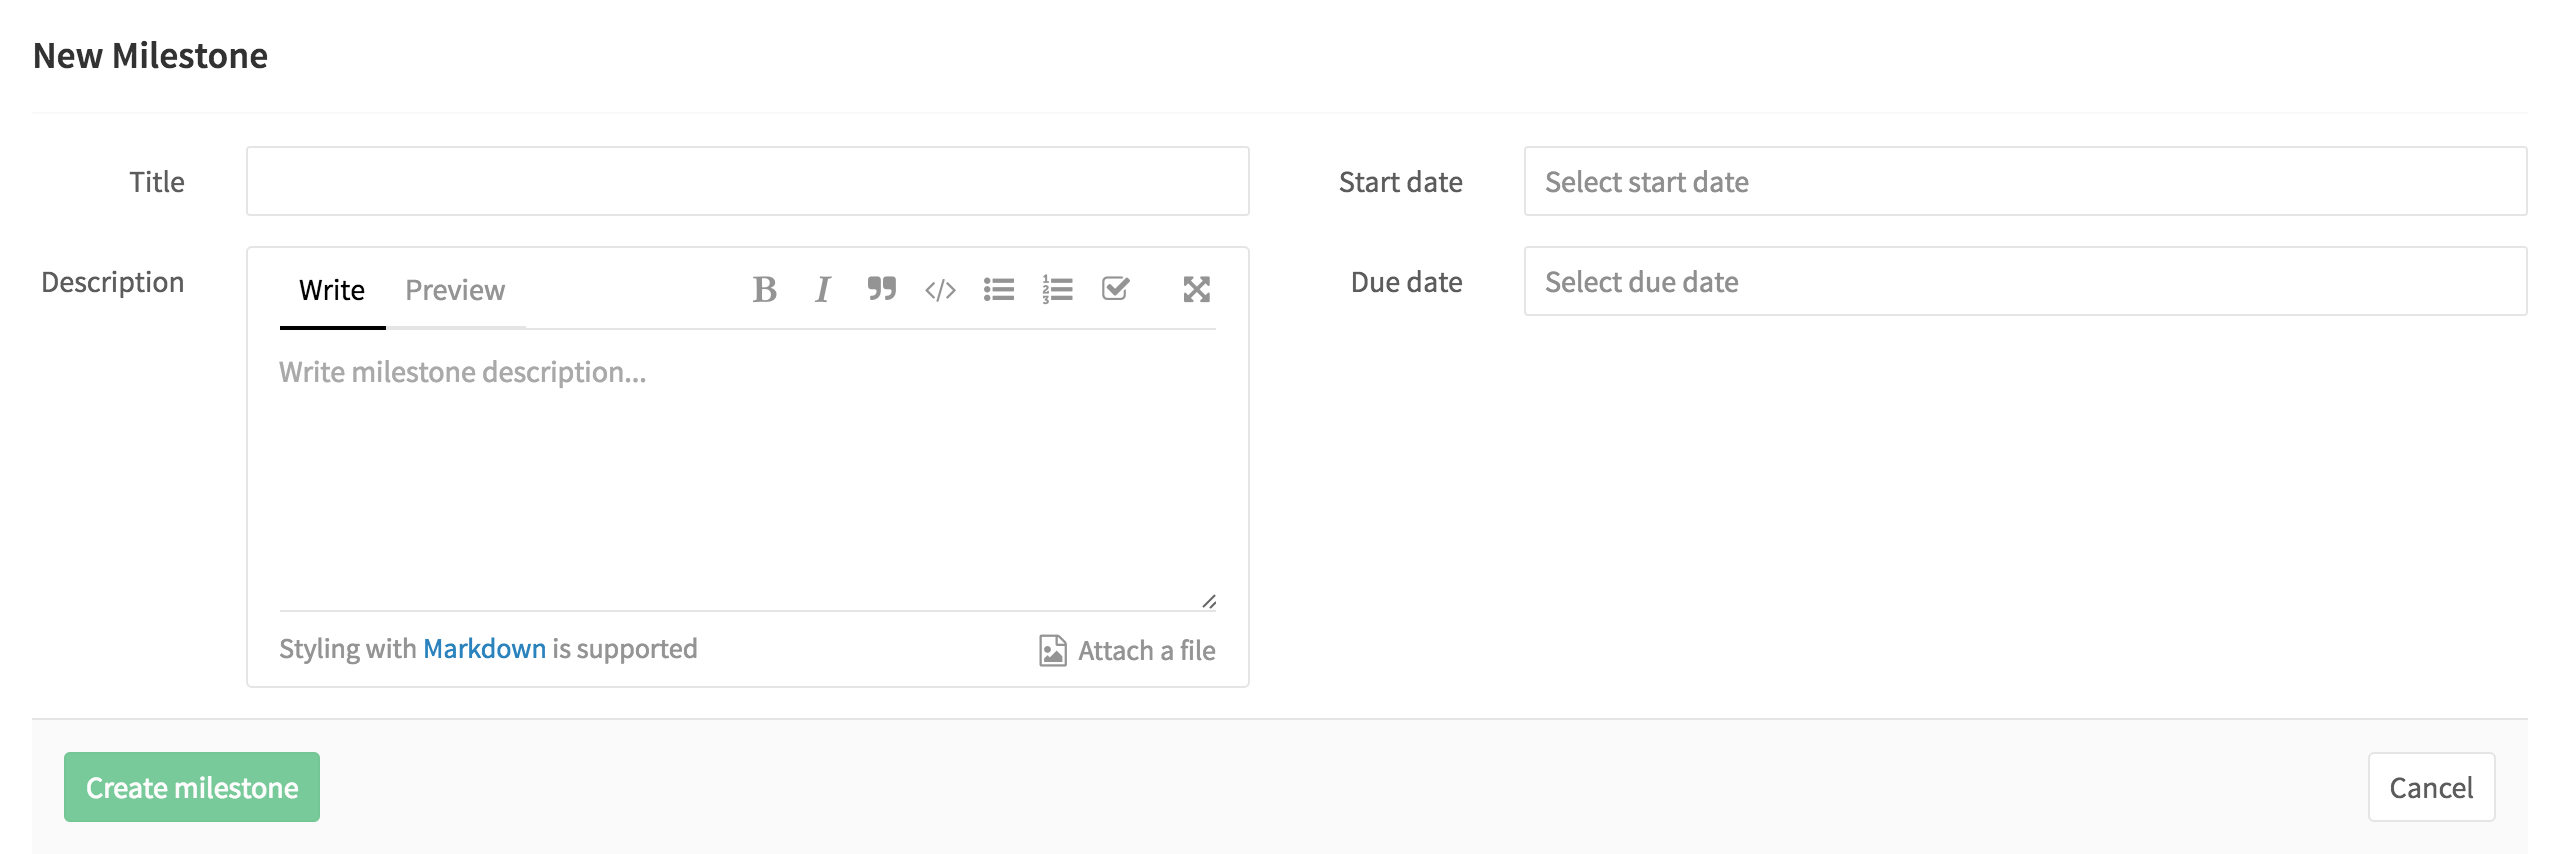 New Milestone
Title
Start date
Select start date
Description
Write
Preview
B
I
Due date
Select due date
Write milestone description...
Styling with Markdown is supported
Attach a file
Create milestone
Cancel